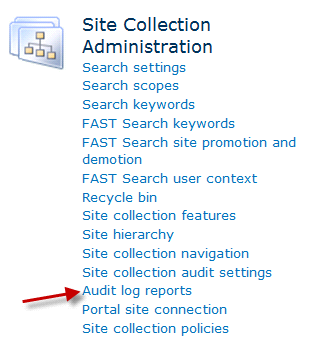 Site Collection
Administration
Search settings
Search scopes
Search keywords
FAST Search keywords
FAST Search site promotion and
demotion
FAST Search user context
Recycle bin
Site collection features
Site hierarchy
Site collection navigation
Site collection audit settings
Audit log reports
Portal site connection
Site collection policies